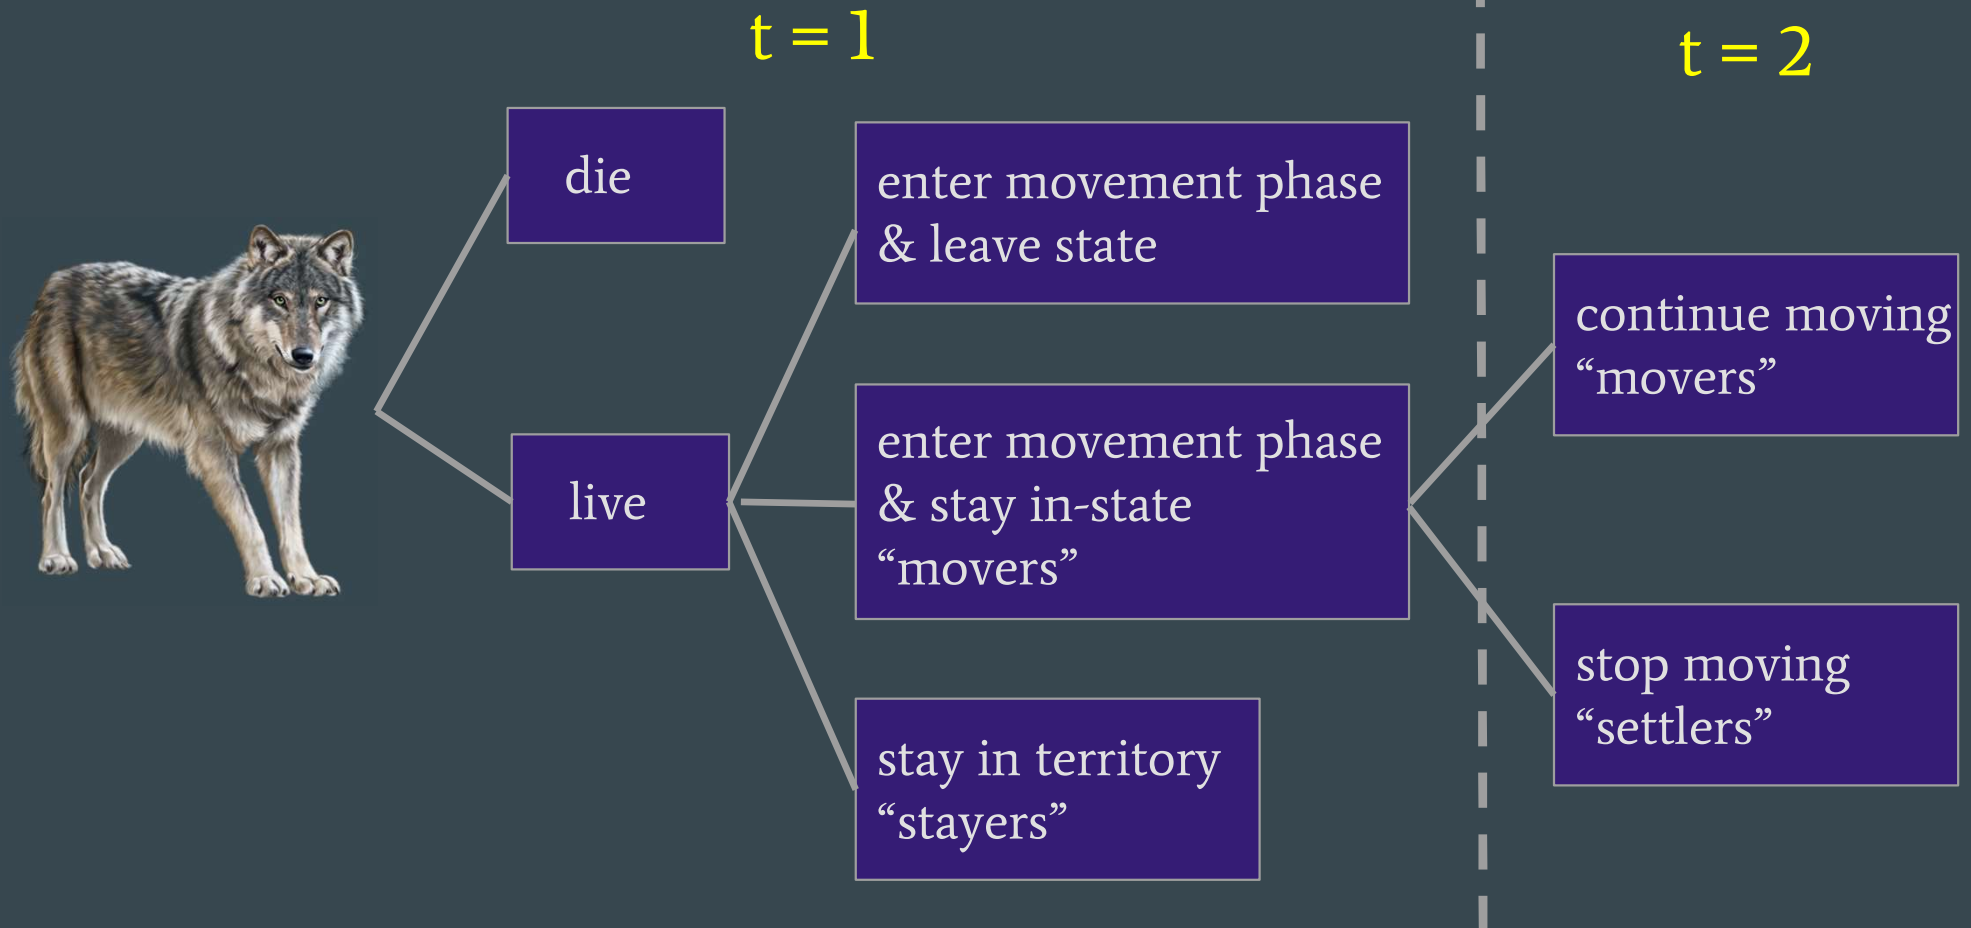 t = 1
t = 2
die
live
enter movement phase
& leave state
enter movement phase
& stay in-state
“movers”
stay in territory
“stayers”
continue moving
“movers”
stop moving
“settlers”